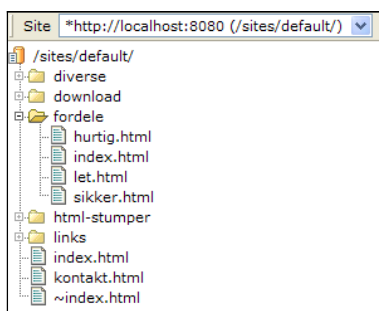 Site *http://localhost:8080 (/sites/default/)
/sites/default/
diverse
download
fordele
hurtig.html
index.html
let.html
sikker.html
html-stumper
links
index.html
kontakt.html
~index.html